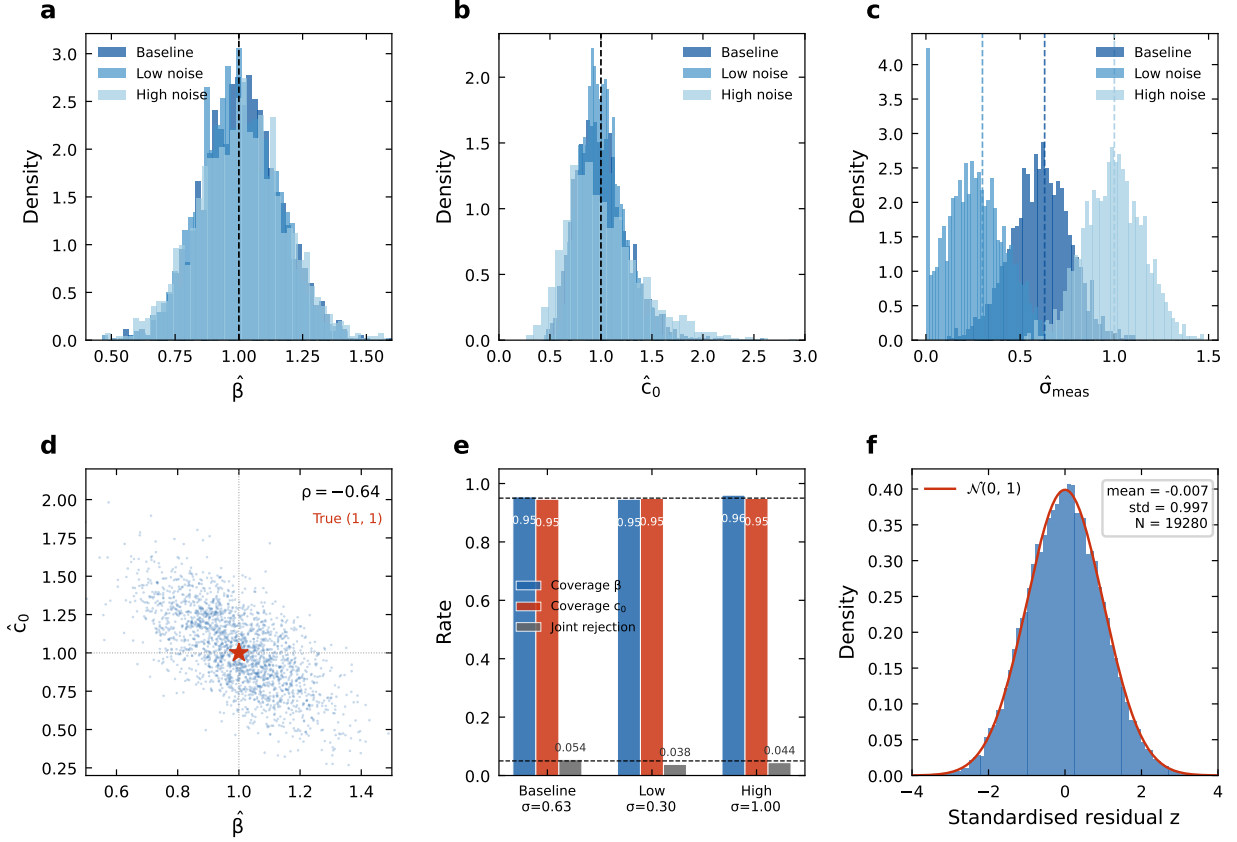 a
Baseline
Low noise
High noise
Density
3.0
2.5
2.0
1.5
1.0
0.5
0.0
0.50
0.75
1.00
1.25
1.50
β̂
b
Baseline
Low noise
High noise
Density
2.0
1.5
1.0
0.5
0.0
0.0
0.5
1.0
1.5
2.0
2.5
3.0
ĉ₀
c
Baseline
Low noise
High noise
Density
4.0
3.5
3.0
2.5
2.0
1.5
1.0
0.5
0.0
0.0
0.5
1.0
1.5
σ̂meas
d
ρ = −0.64
True (1, 1)
ĉ₀
2.00
1.75
1.50
1.25
1.00
0.75
0.50
0.25
0.6
0.8
1.0
1.2
1.4
β̂
e
Rate
1.0
0.8
0.6
0.4
0.2
0.0
0.95
0.95
0.054
0.95
0.95
0.038
0.96
0.95
0.044
Coverage β
Coverage c₀
Joint rejection
Baseline
σ=0.63
Low
σ=0.30
High
σ=1.00
f
𝒩(0, 1)
mean = -0.007
std = 0.997
N = 19280
Density
0.40
0.35
0.30
0.25
0.20
0.15
0.10
0.05
0.00
−4
−2
0
2
4
Standardised residual z